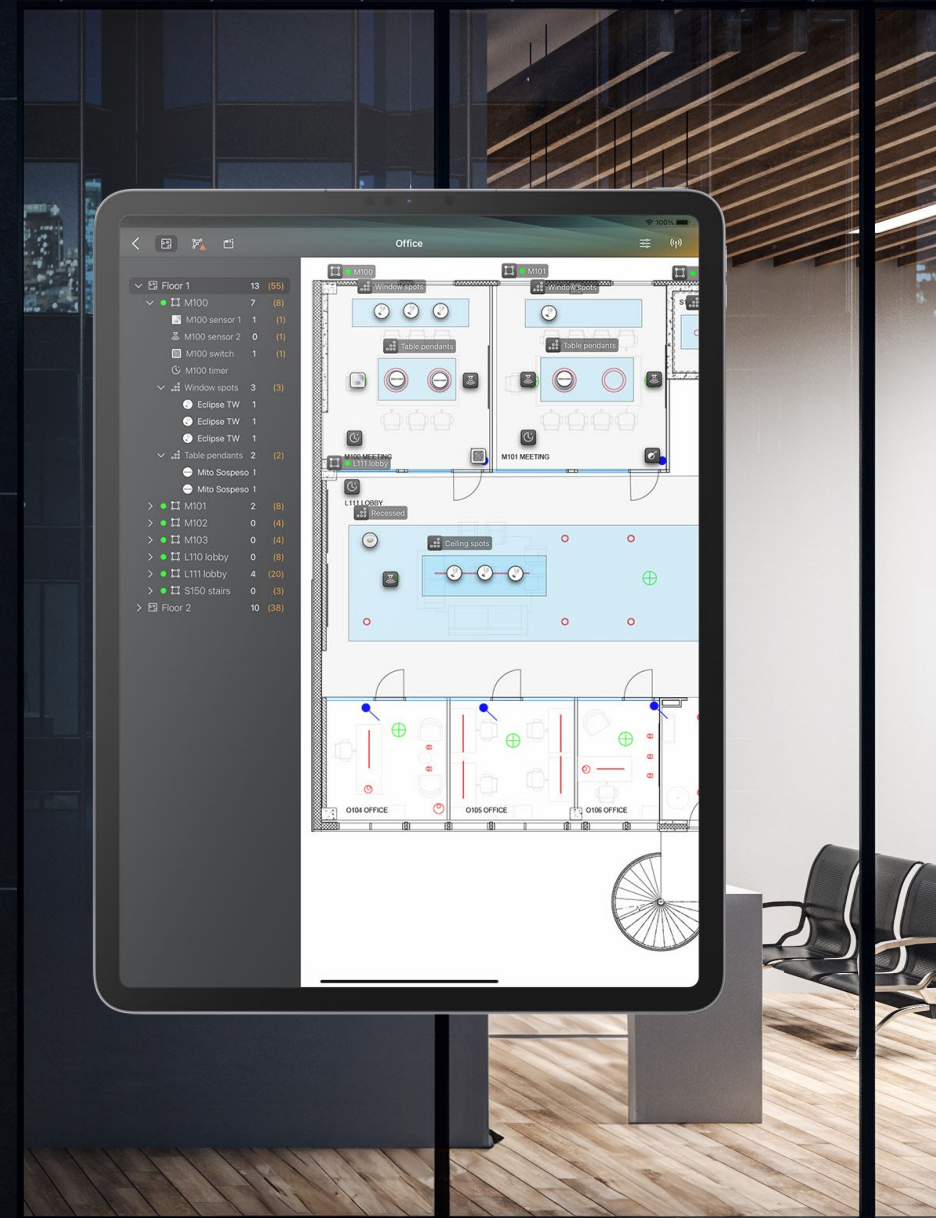 100%
Office
Floor 1 13 (55)
M100 7 (8)
M100 sensor 1 1 (1)
M100 sensor 2 0 (1)
M100 switch 1 (1)
M100 timer
Window spots 3 (3)
Eclipse TW 1
Eclipse TW 1
Eclipse TW 1
Table pendants 2 (2)
Mito Sospeso 1
Mito Sospeso 1
M101 2 (8)
M102 0 (4)
M103 0 (4)
L110 lobby 0 (8)
L111 lobby 4 (20)
S150 stairs 0 (3)
Floor 2 10 (38)
M100
M101
Window spots
Window spots
Table pendants
Table pendants
M100 MEETING
M101 MEETING
L111 lobby
L111 LOBBY
Recessed
Ceiling spots
O104 OFFICE
O105 OFFICE
O106 OFFICE